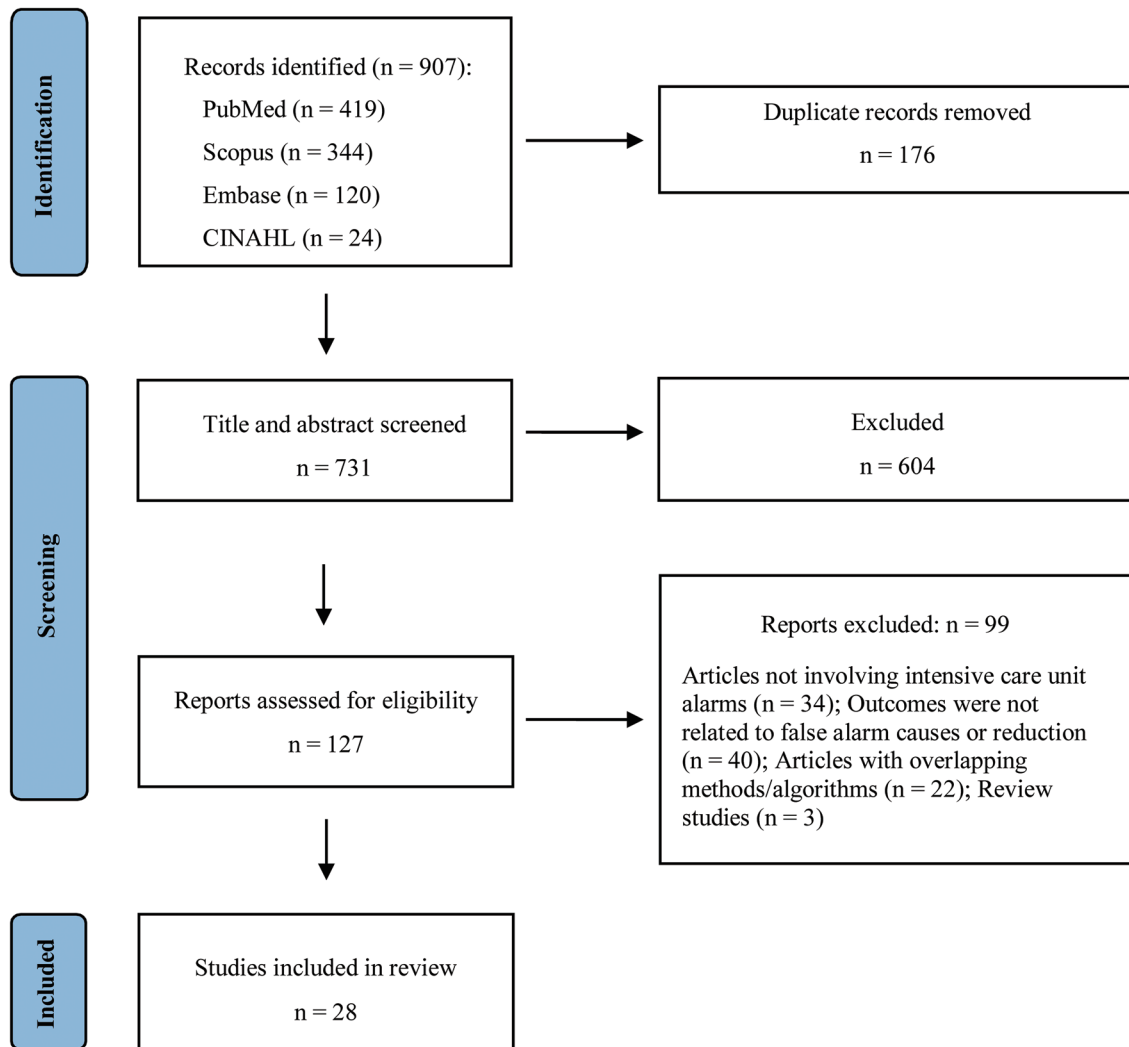 Identification
Records identified (n = 907):
PubMed (n = 419)
Scopus (n = 344)
Embase (n = 120)
CINAHL (n = 24)
Duplicate records removed
n = 176
Screening
Title and abstract screened
n = 731
Excluded
n = 604
Reports assessed for eligibility
n = 127
Reports excluded: n = 99
Articles not involving intensive care unit
alarms (n = 34); Outcomes were not
related to false alarm causes or reduction
(n = 40); Articles with overlapping
methods/algorithms (n = 22); Review
studies (n = 3)
Included
Studies included in review
n = 28